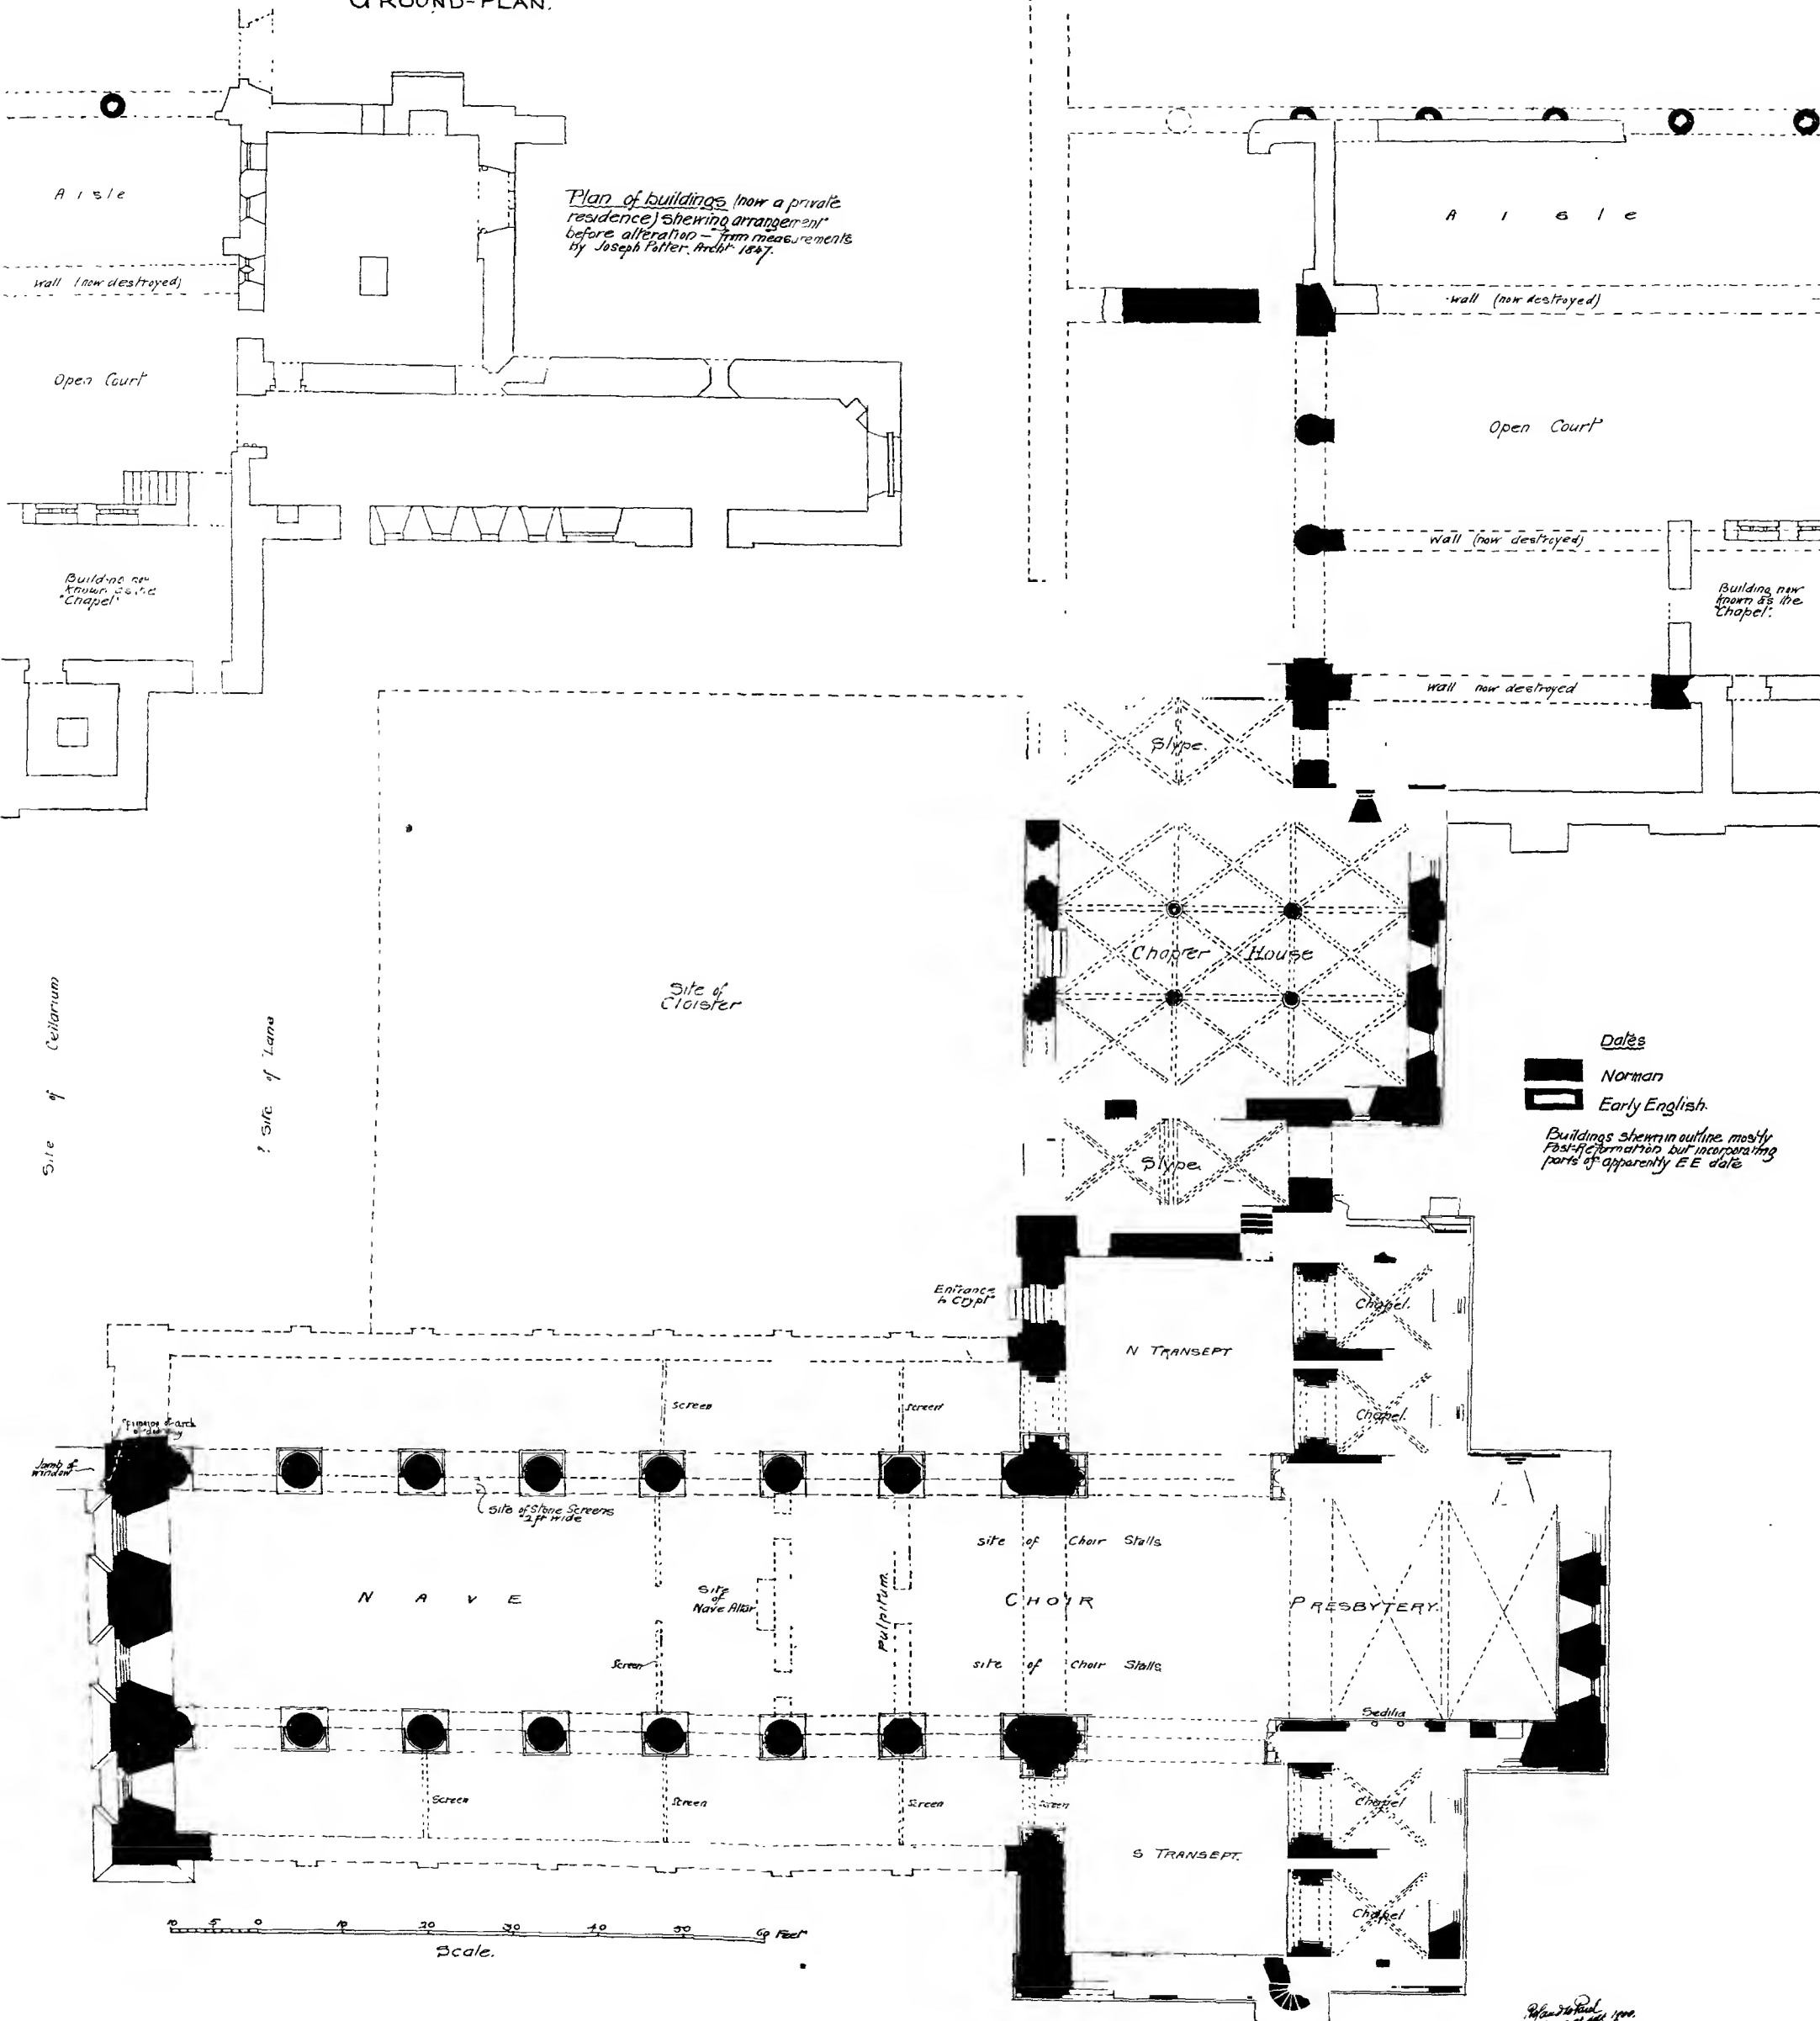 GROUND-PLAN.
Aisle
Plan of buildings (now a private
residence) shewing arrangement
before alteration – from measurements
by Joseph Potter. Archt. 1847.
wall (now destroyed)
Open Court
Building now
known as the
"Chapel"
Aisle
wall (now destroyed)
Open Court
wall (now destroyed)
Building now
known as the
"Chapel".
wall now destroyed
Slype.
Chapter House
Site of
Cloister
Site of Cellarium
? Site of Lane
Dates
Norman
Early English.
Buildings shewn in outline mostly
Post-Reformation but incorporating
parts of apparently EE date
Slype.
Entrance
to Crypt
N TRANSEPT
Chapel.
Chapel.
Screen
Screen
Springing of arch
of
Jamb of
window
Site of Stone Screens
2 ft wide
site of Choir Stalls
NAVE
Site
of
Nave Altar
Pulpitum.
CHOIR
PRESBYTERY.
Screen
site of Choir Stalls
Sedilia
Screen
Screen
Screen
Screen
Chapel
S TRANSEPT.
Chapel
10 5 0 10 20 30 40 50 60 Feet
Scale.